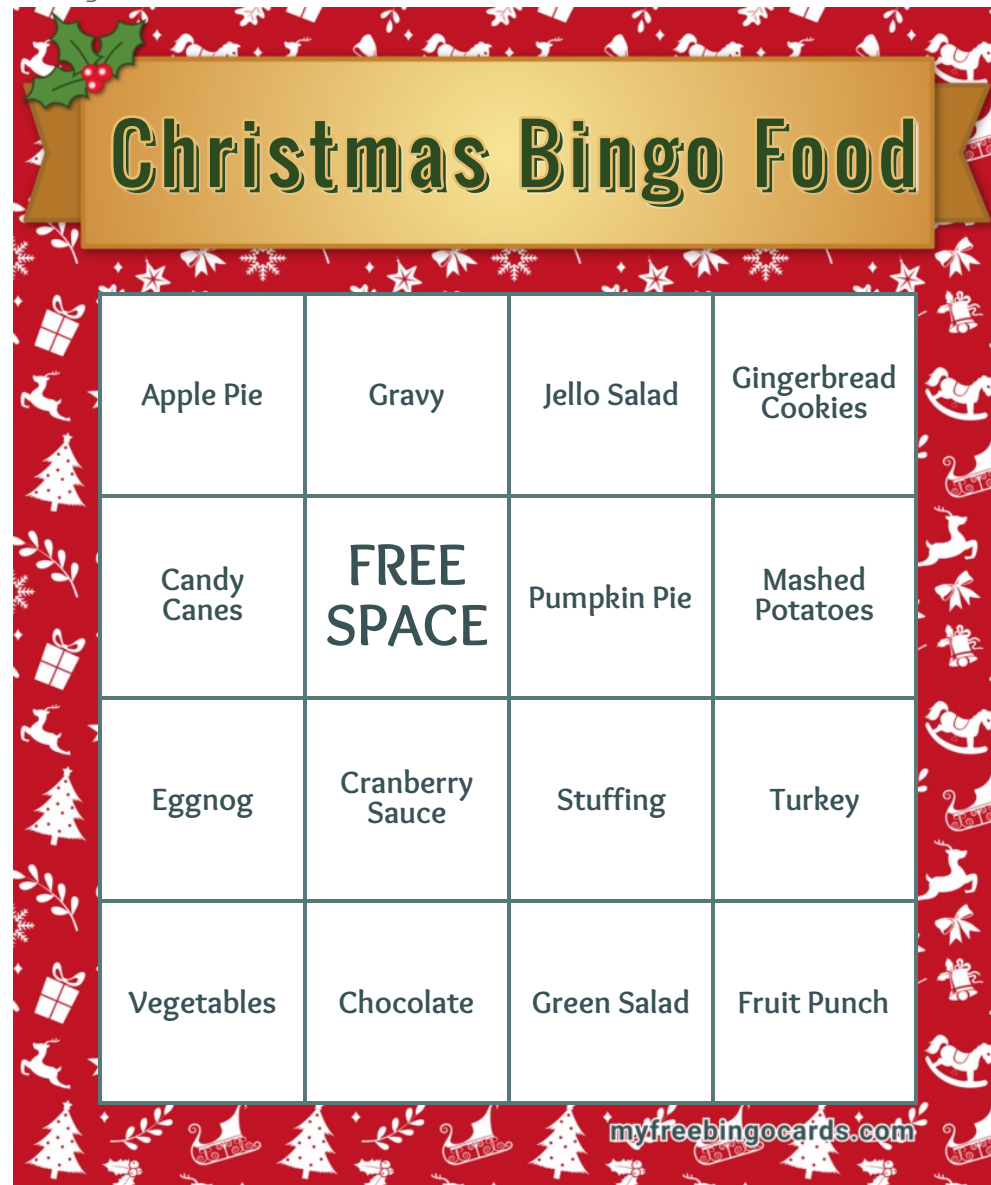 Christmas Bingo Food
Apple Pie
Gravy
Jello Salad
Gingerbread
Cookies
Candy
Canes
FREE
SPACE
Pumpkin Pie
Mashed
Potatoes
Eggnog
Cranberry
Sauce
Stuffing
Turkey
Vegetables
Chocolate
Green Salad
Fruit Punch
myfreebingocards.com